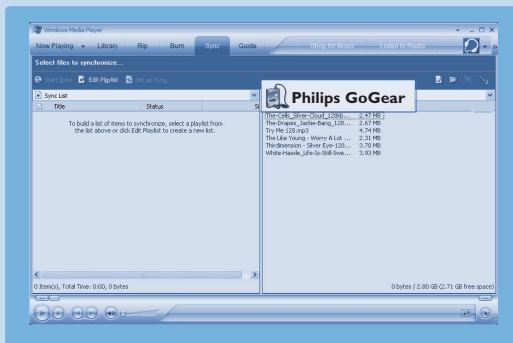 Windows Media Player
Now Playing Library Rip Burn Sync Guide Shop for Music Listen to Radio
Select files to synchronize...
Start Sync Edit Playlist Set up Sync
Sync List
Philips GoGear
Title Status Si
To build a list of items to synchronize, select a playlist from
the list above or click Edit Playlist to create a new list.
The-Cells_Silver-Cloud_128kb... 2.47 MB
The-Drapes_Jackie-Bang_128... 2.67 MB
Try Me 128.mp3 4.74 MB
The Like Young - Worry A Lot ... 2.31 MB
Thirdimension - Silver Eye-128... 3.70 MB
White-Hassle_Life-Is-Still-Swe... 3.93 MB
0 Item(s), Total Time: 0:00, 0 bytes 0 bytes / 2.80 GB (2.71 GB free space)